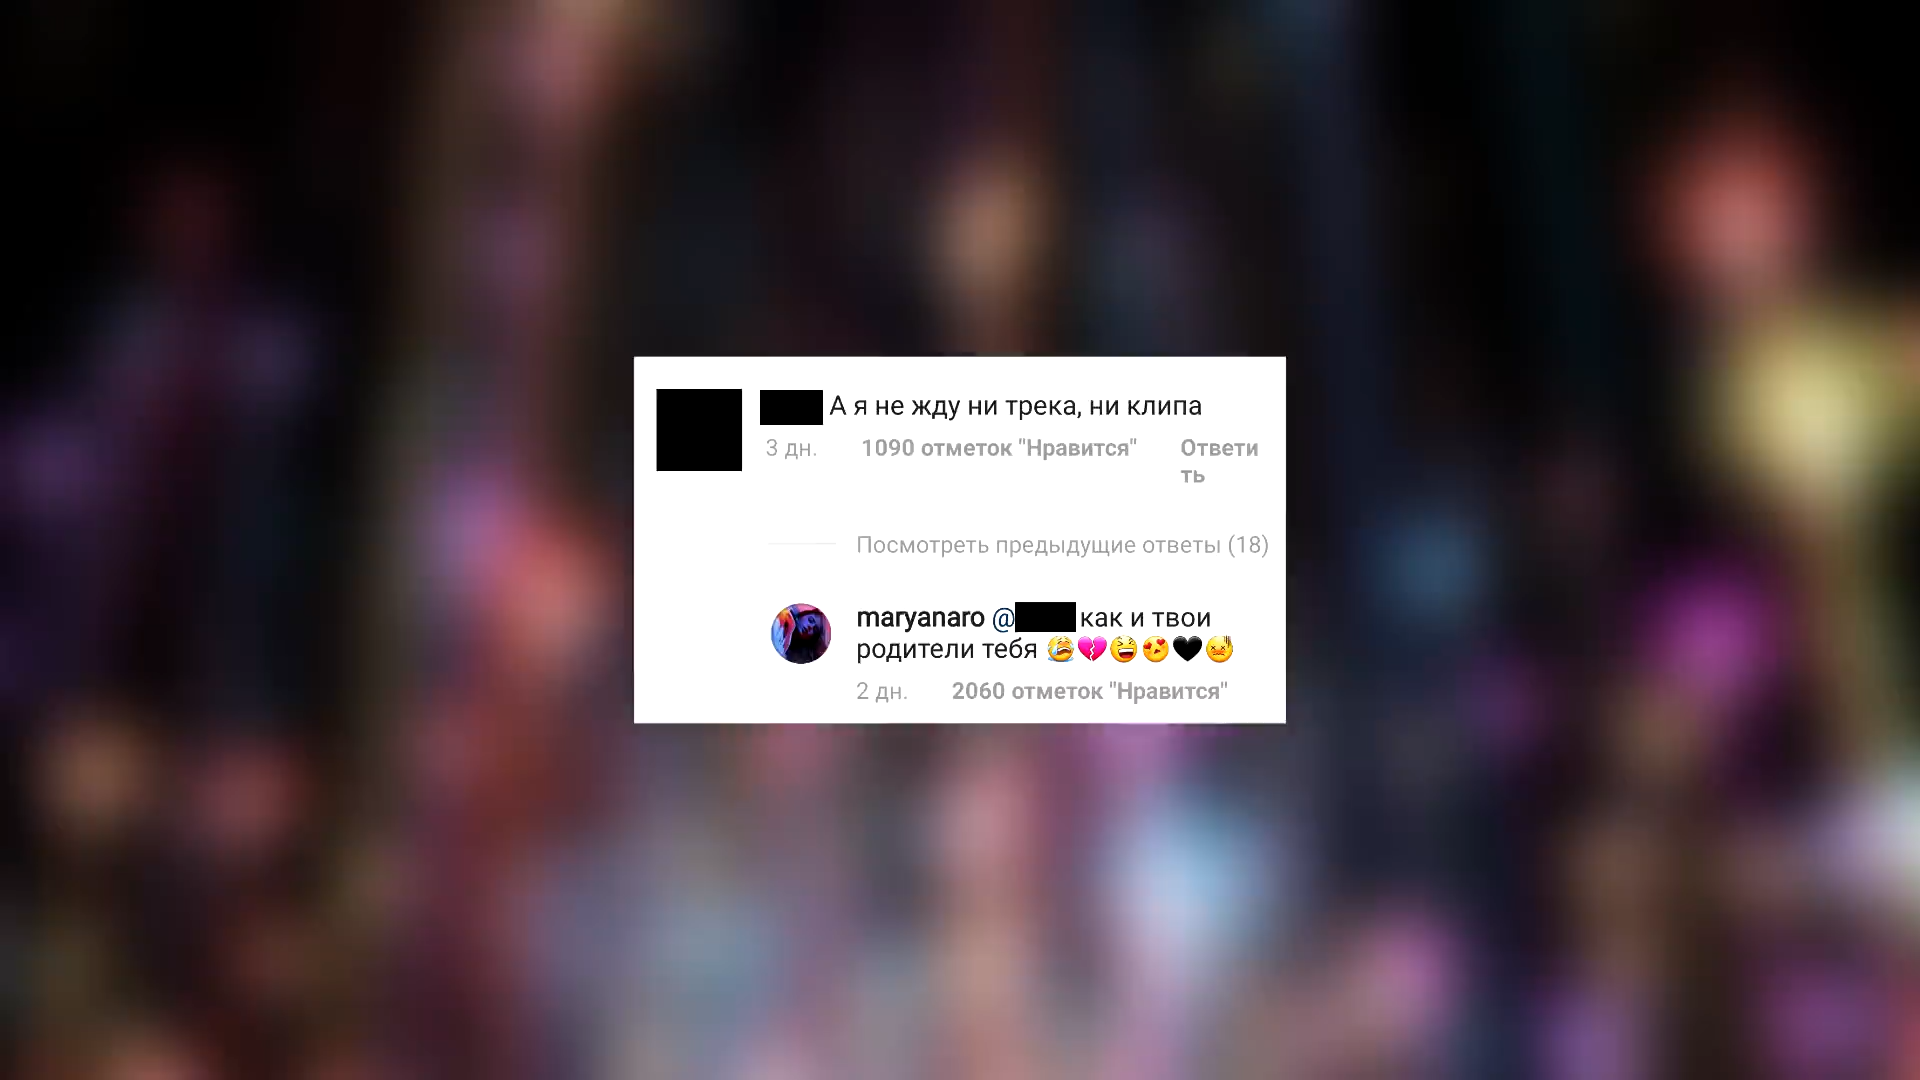 А я не жду ни трека, ни клипа
3 дн. 1090 отметок "Нравится" Ответи
ть
Посмотреть предыдущие ответы (18)
maryanaro @ как и твои
родители тебя 😭💔😆😍🖤😵
2 дн. 2060 отметок "Нравится"